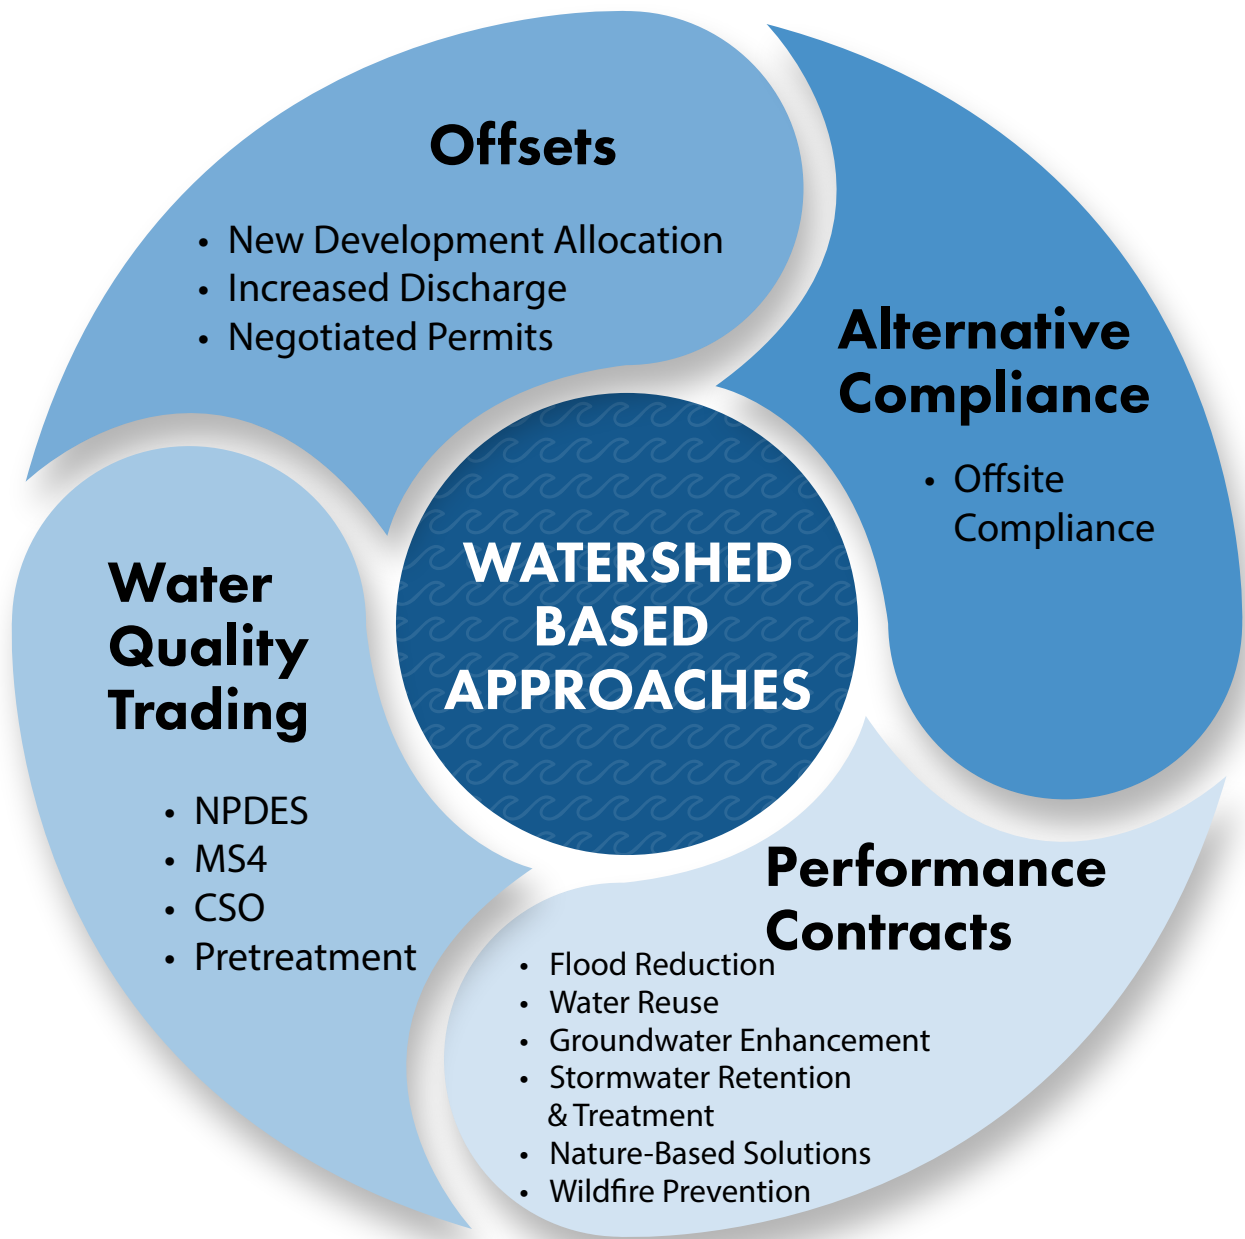 Offsets
• New Development Allocation
• Increased Discharge
• Negotiated Permits
Alternative
Compliance
• Offsite
Compliance
WATERSHED
BASED
APPROACHES
Water
Quality
Trading
• NPDES
• MS4
• CSO
• Pretreatment
Performance
Contracts
• Flood Reduction
• Water Reuse
• Groundwater Enhancement
• Stormwater Retention
& Treatment
• Nature-Based Solutions
• Wildfire Prevention